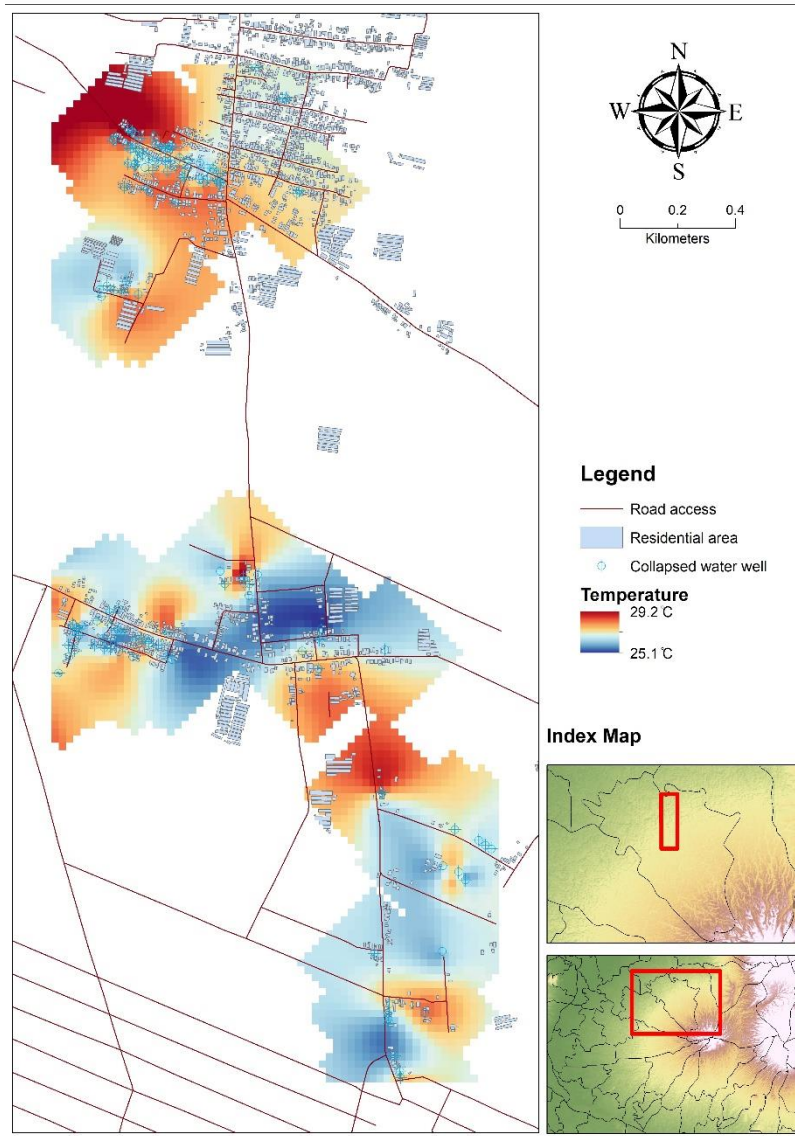 N
W E
S
0 0.2 0.4
Kilometers
Legend
Road access
Residential area
Collapsed water well
Temperature
29.2°C
25.1°C
Index Map